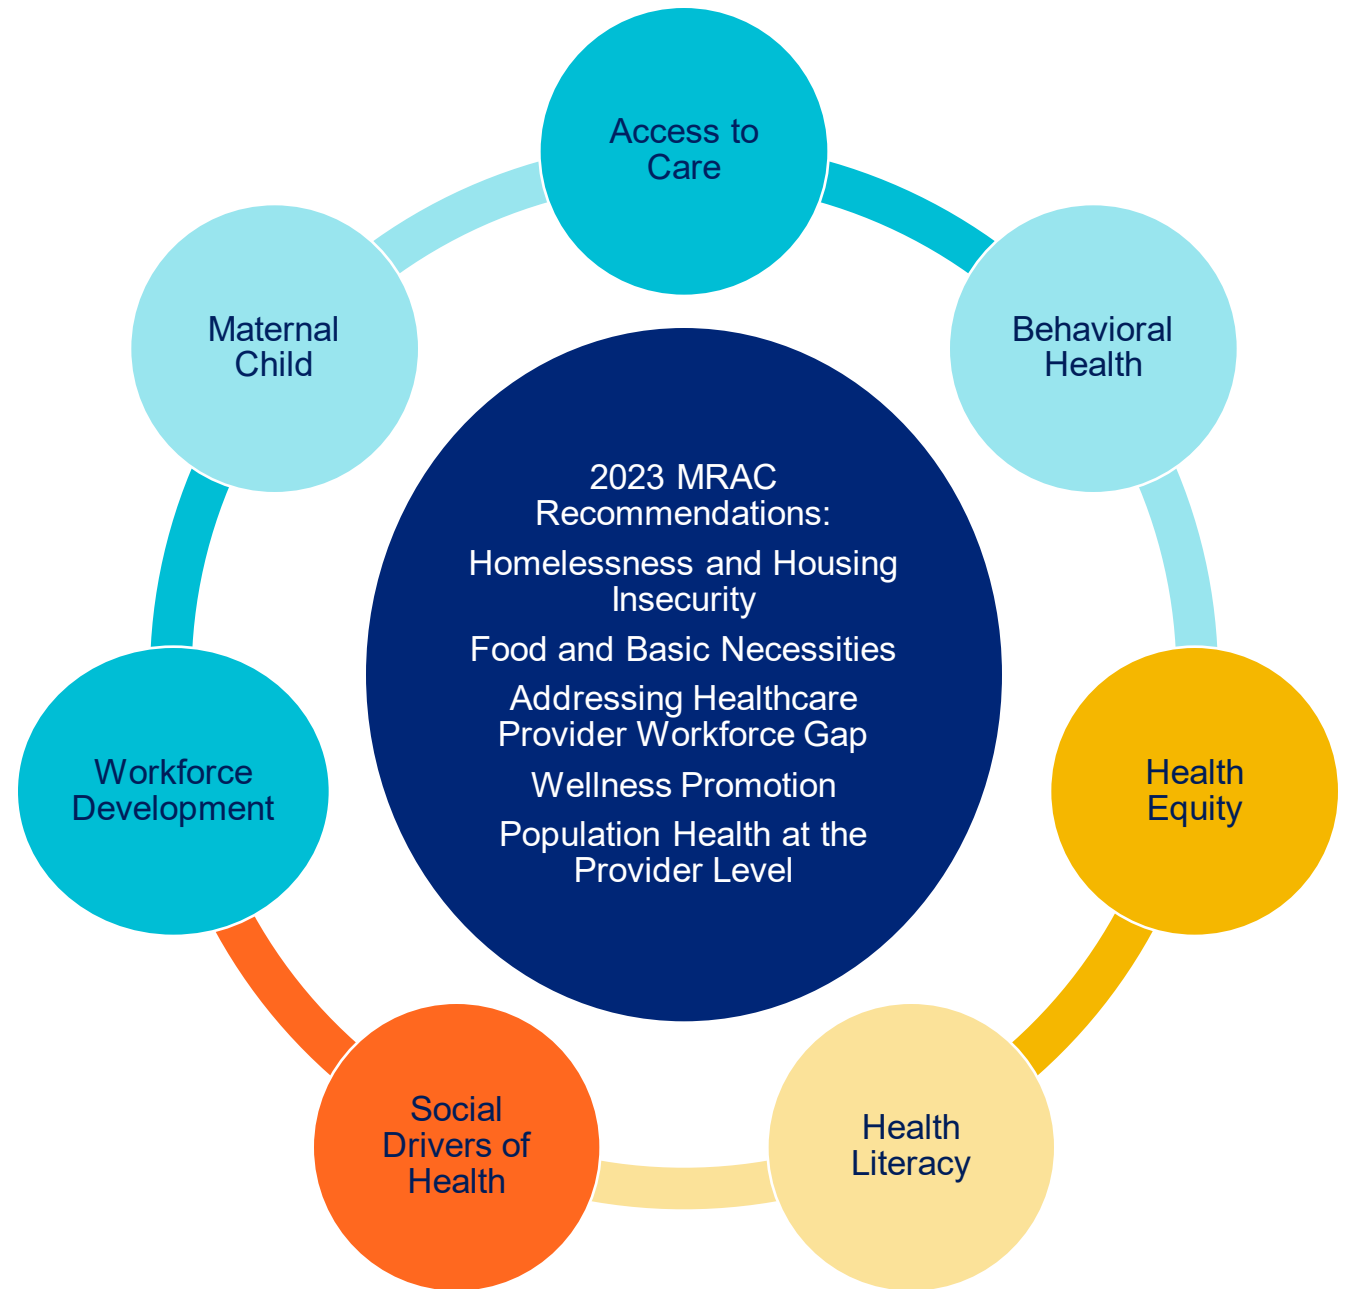 Access to
Care
Behavioral
Health
Health
Equity
Health
Literacy
Social
Drivers of
Health
Workforce
Development
Maternal
Child
2023 MRAC
Recommendations:
Homelessness and Housing
Insecurity
Food and Basic Necessities
Addressing Healthcare
Provider Workforce Gap
Wellness Promotion
Population Health at the
Provider Level